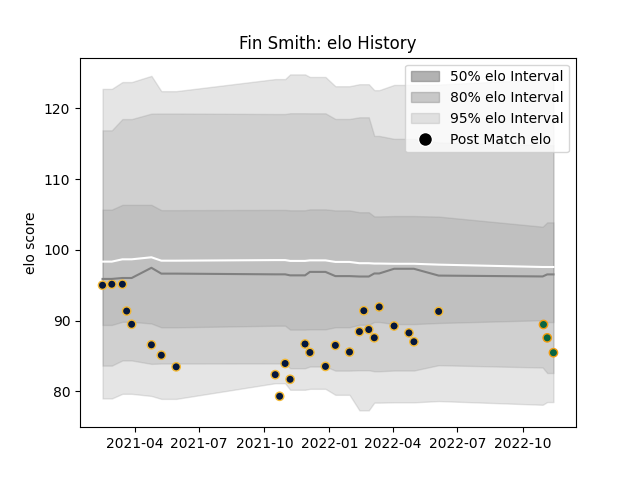 Fin Smith: elo History
50% elo Interval
80% elo Interval
95% elo Interval
Post Match elo
elo score
120
110
100
90
80
2021-04 2021-07 2021-10 2022-01 2022-04 2022-07 2022-10